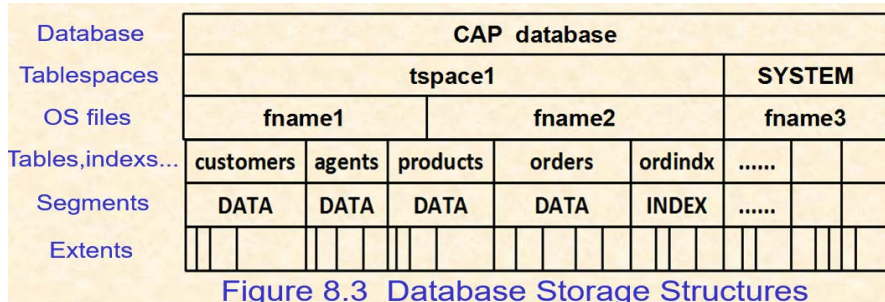 Database CAP database
Tablespaces tspace1 SYSTEM
OS files fname1 fname2 fname3
Tables,indexs... customers agents products orders ordindx ......
Segments DATA DATA DATA DATA INDEX ......
Extents
Figure 8.3 Database Storage Structures